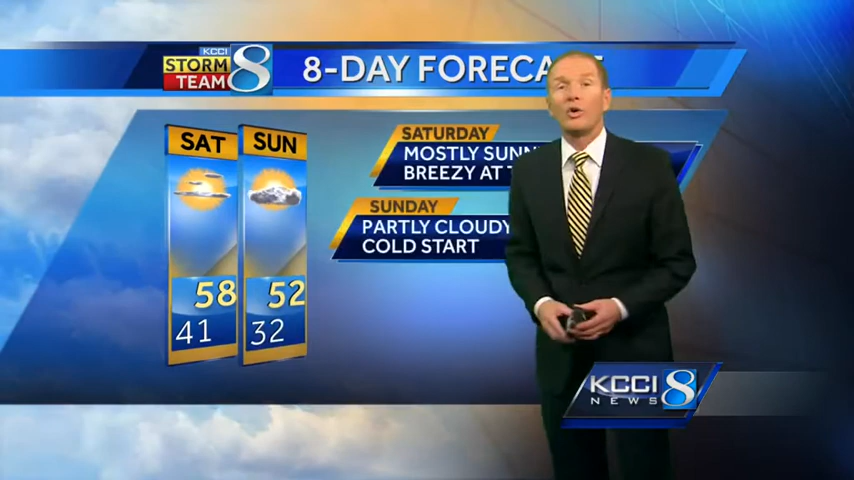 KCCI
STORM
TEAM
8
8-DAY FORECA
SAT
SUN
SATURDAY
MOSTLY SUNN
BREEZY AT T
SUNDAY
PARTLY CLOUDY
COLD START
58
52
41
32
KCCI 8
NEWS